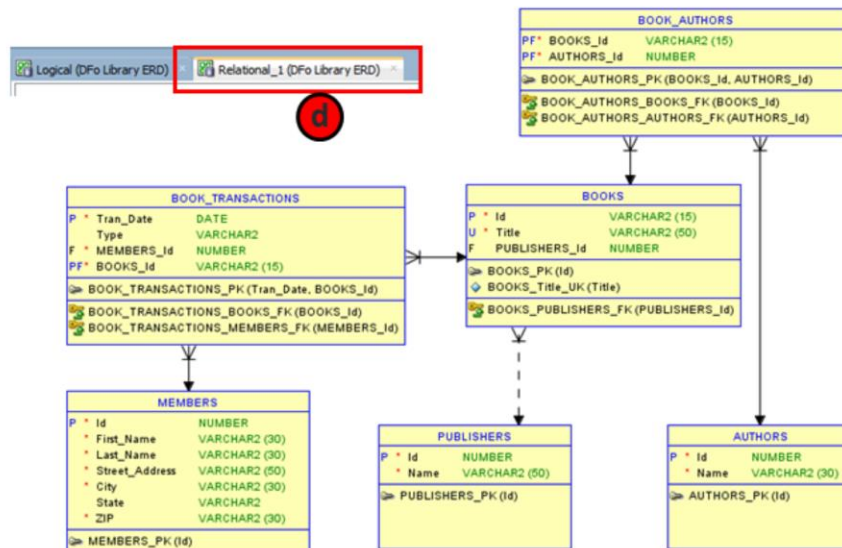 Logical (DFo Library ERD)
Relational_1 (DFo Library ERD)
d
BOOK_AUTHORS
PF* BOOKS_Id VARCHAR2 (15)
PF* AUTHORS_Id NUMBER
BOOK_AUTHORS_PK (BOOKS_Id, AUTHORS_Id)
BOOK_AUTHORS_BOOKS_FK (BOOKS_Id)
BOOK_AUTHORS_AUTHORS_FK (AUTHORS_Id)
BOOK_TRANSACTIONS
P * Tran_Date DATE
Type VARCHAR2
F * MEMBERS_Id NUMBER
PF* BOOKS_Id VARCHAR2 (15)
BOOK_TRANSACTIONS_PK (Tran_Date, BOOKS_Id)
BOOK_TRANSACTIONS_BOOKS_FK (BOOKS_Id)
BOOK_TRANSACTIONS_MEMBERS_FK (MEMBERS_Id)
BOOKS
P * Id VARCHAR2 (15)
U * Title VARCHAR2 (50)
F PUBLISHERS_Id NUMBER
BOOKS_PK (Id)
BOOKS_Title_UK (Title)
BOOKS_PUBLISHERS_FK (PUBLISHERS_Id)
MEMBERS
P * Id NUMBER
* First_Name VARCHAR2 (30)
* Last_Name VARCHAR2 (30)
* Street_Address VARCHAR2 (50)
* City VARCHAR2 (30)
State VARCHAR2
* ZIP VARCHAR2 (30)
MEMBERS_PK (Id)
PUBLISHERS
P * Id NUMBER
* Name VARCHAR2 (50)
PUBLISHERS_PK (Id)
AUTHORS
P * Id NUMBER
* Name VARCHAR2 (30)
AUTHORS_PK (Id)